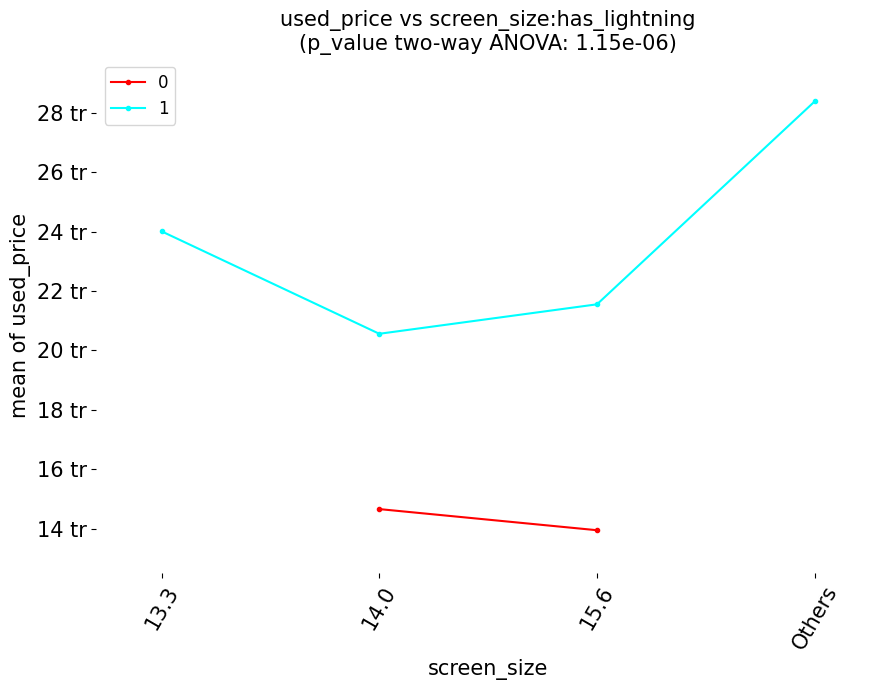 used_price vs screen_size:has_lightning
(p_value two-way ANOVA: 1.15e-06)
0
1
28 tr
26 tr
24 tr
22 tr
20 tr
18 tr
16 tr
14 tr
mean of used_price
13.3
14.0
15.6
Others
screen_size